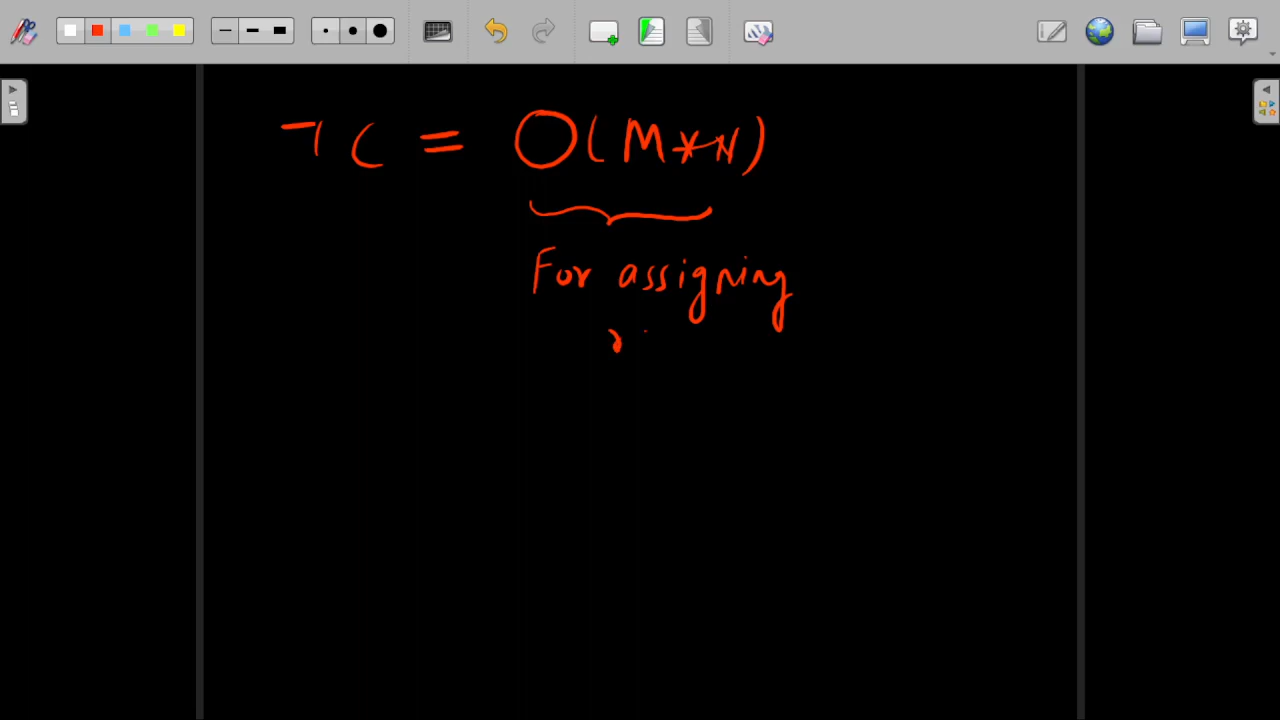 TC = O(M*N)
For assigning